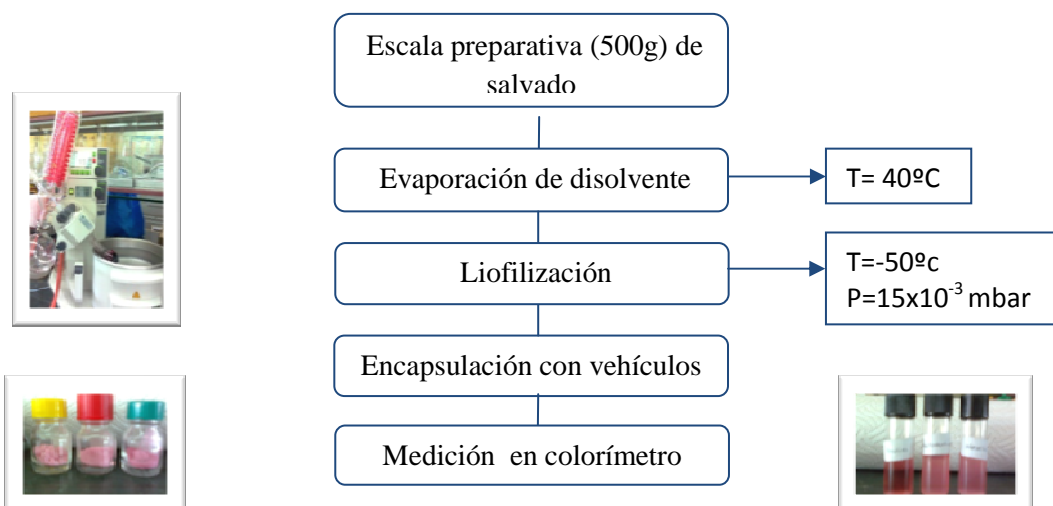 Escala preparativa (500g) de
salvado
Evaporación de disolvente
T= 40ºC
Liofilización
T=-50ºc
P=15x10⁻³ mbar
Encapsulación con vehículos
Medición en colorímetro